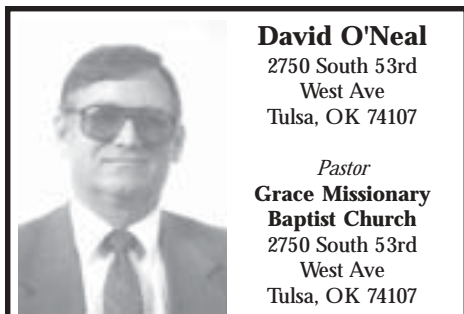 David O'Neal
2750 South 53rd
West Ave
Tulsa, OK 74107
Pastor
Grace Missionary
Baptist Church
2750 South 53rd
West Ave
Tulsa, OK 74107